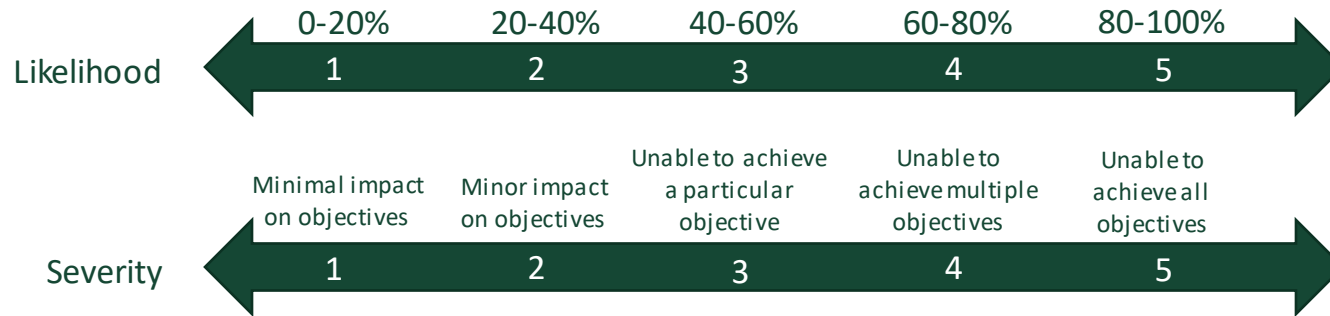 0-20% 20-40% 40-60% 60-80% 80-100%
Likelihood 1 2 3 4 5
Minimal impact
on objectives
Minor impact
on objectives
Unable to achieve
a particular
objective
Unable to
achieve multiple
objectives
Unable to
achieve all
objectives
Severity 1 2 3 4 5